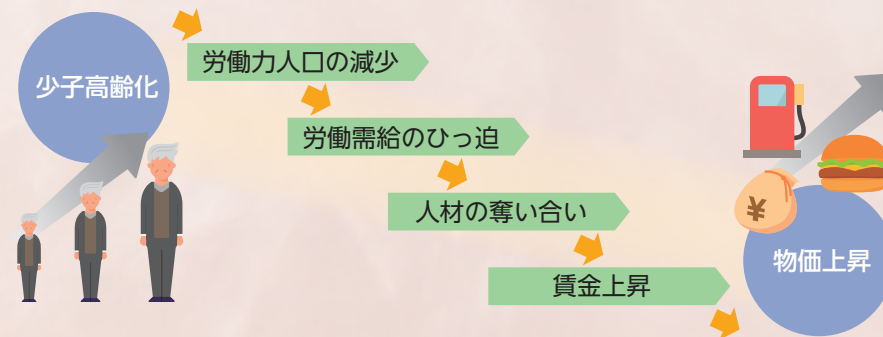 少子高齢化
労働力人口の減少
労働需給のひっ迫
人材の奪い合い
賃金上昇
¥
物価上昇